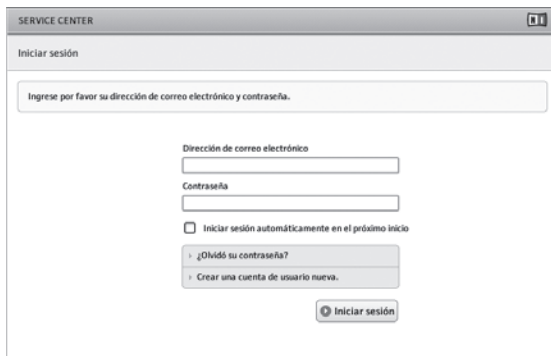 SERVICE CENTER
Iniciar sesión
Ingrese por favor su dirección de correo electrónico y contraseña.
Dirección de correo electrónico
Contraseña
Iniciar sesión automáticamente en el próximo inicio
¿Olvidó su contraseña?
Crear una cuenta de usuario nueva.
Iniciar sesión